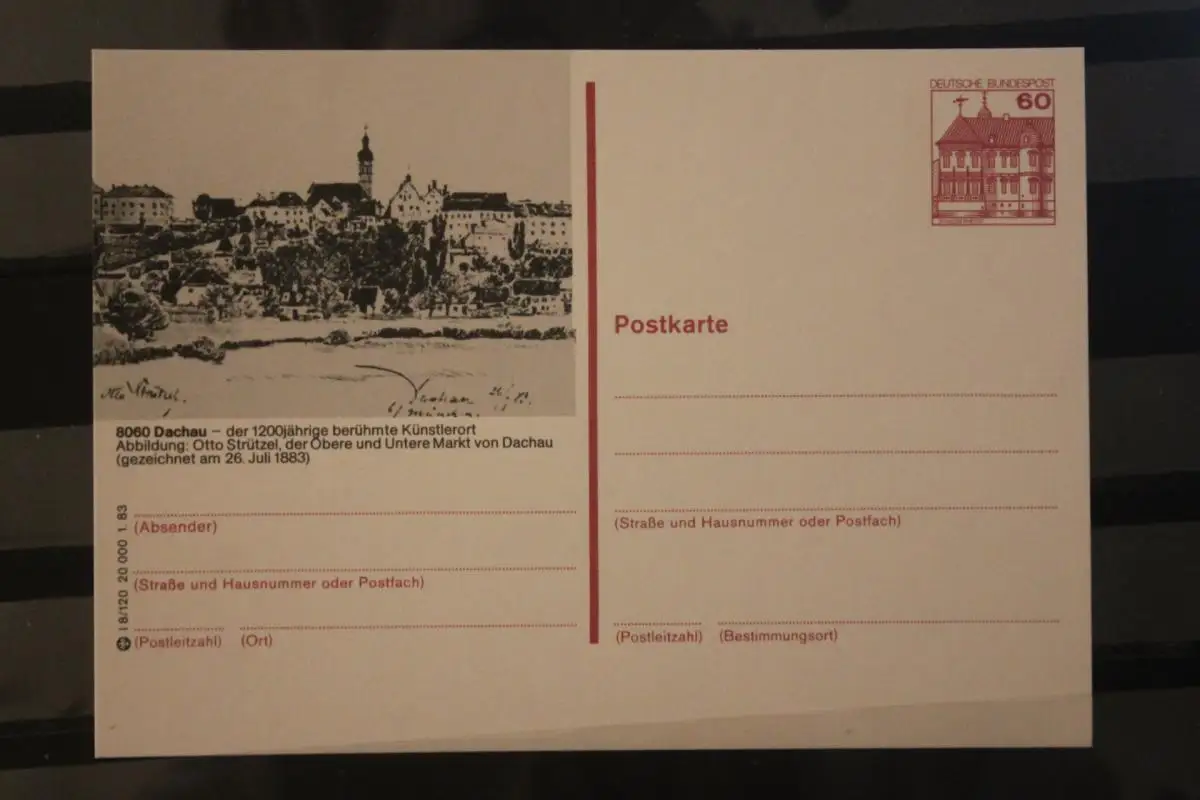 8060 Dachau – der 1200jährige berühmte Künstlerort
Abbildung: Otto Strützel, der Obere und Untere Markt von Dachau
(gezeichnet am 26. Juli 1883)
(Absender)
(Straße und Hausnummer oder Postfach)
(Postleitzahl) (Ort)
I 8/120 20 000 1. 83
DEUTSCHE BUNDESPOST
60
Postkarte
(Straße und Hausnummer oder Postfach)
(Postleitzahl) (Bestimmungsort)